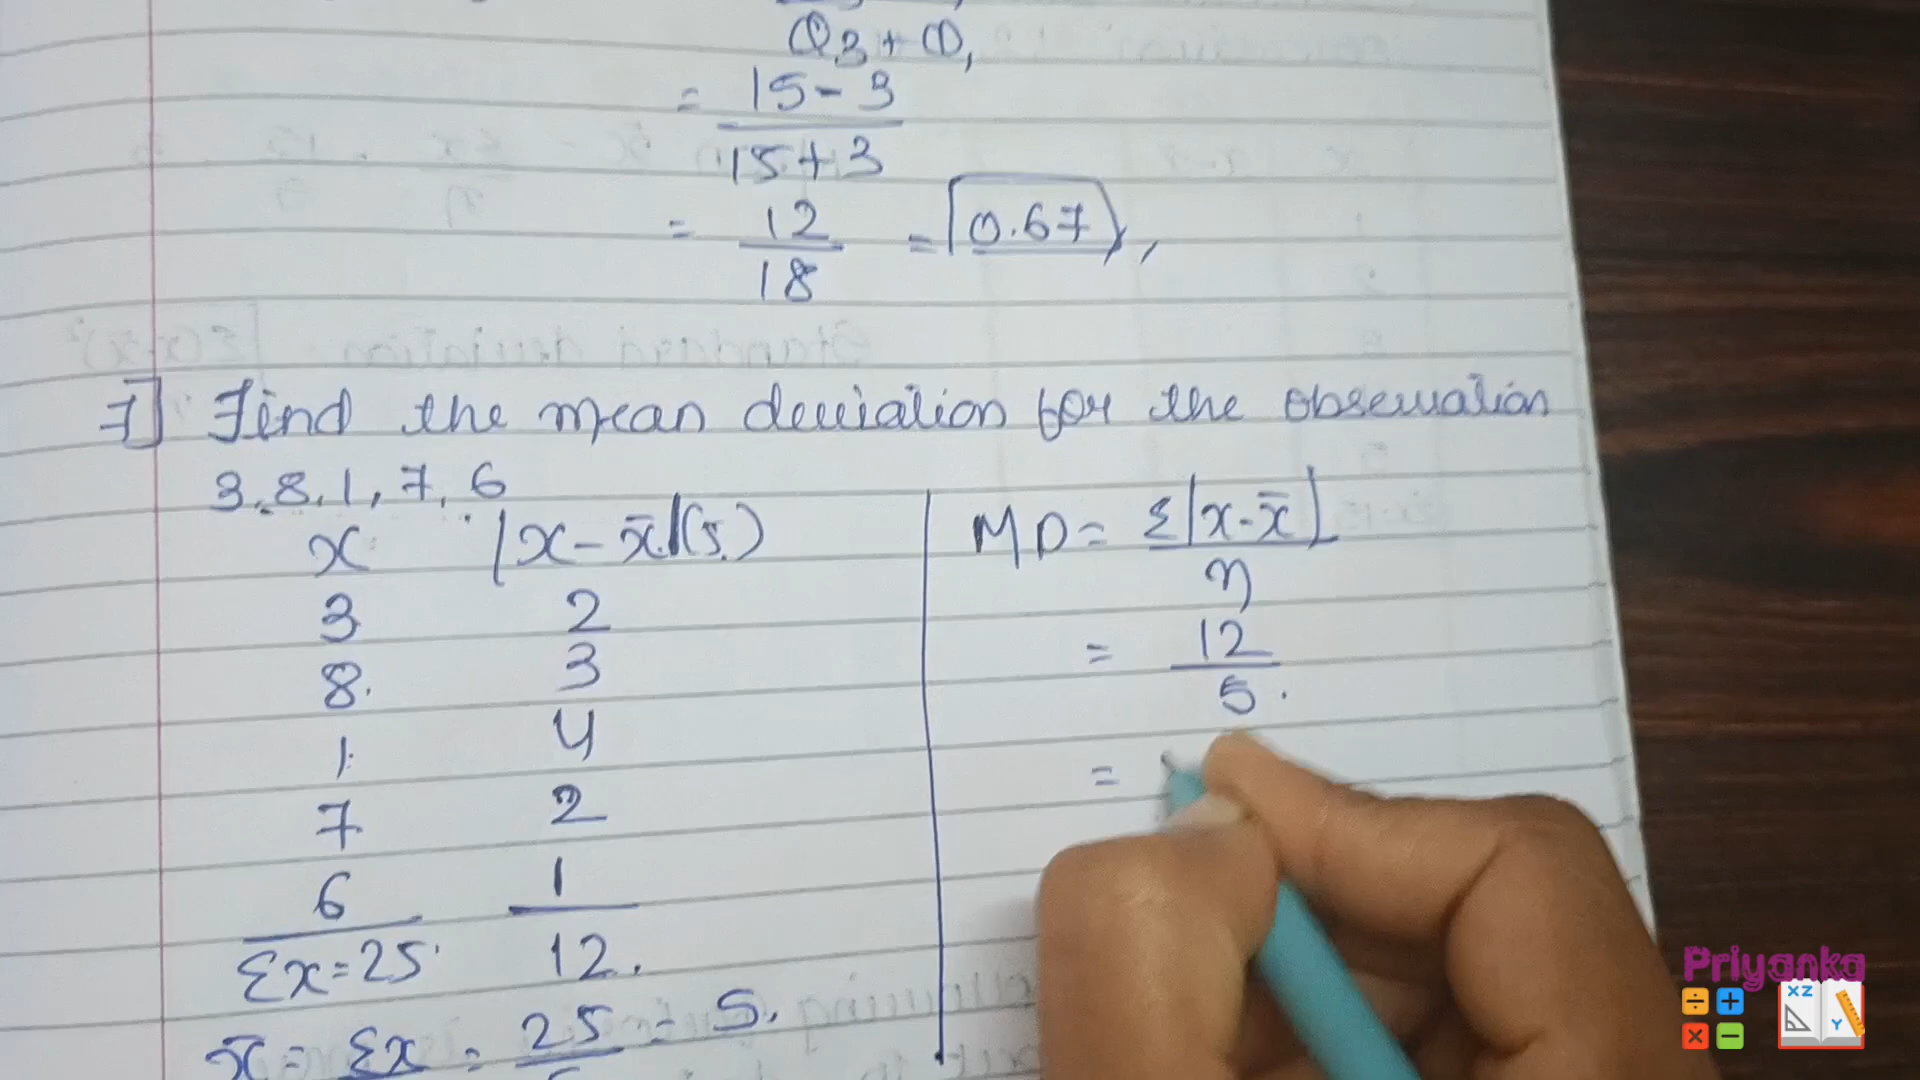 Q3 + Q1
= 15 - 3
15 + 3
= 12 = 0.67
18
7] Find the mean deviation for the observation
3, 8, 1, 7, 6
x |x - x̄| (5)
3 2
8 3
1 4
7 2
6 1
Σx = 25 12
x̄ = Σx = 25 = 5
MD = Σ|x - x̄|
n
= 12
5
=
Priyanka
÷ + × −
XZ
Y